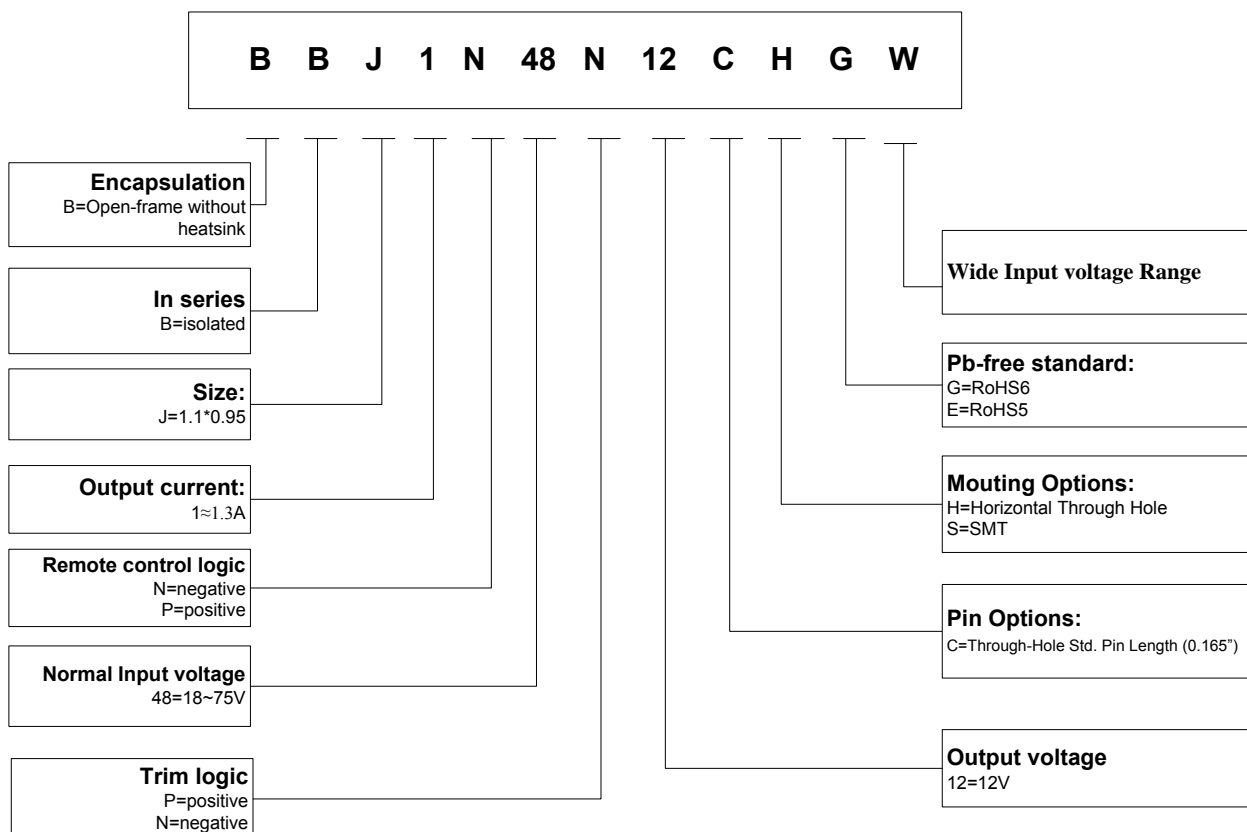 B B J 1 N 48 N 12 C H G W
Encapsulation
B=Open-frame without
heatsink
In series
B=isolated
Size:
J=1.1*0.95
Output current:
1≈1.3A
Remote control logic
N=negative
P=positive
Normal Input voltage
48=18~75V
Trim logic
P=positive
N=negative
Wide Input voltage Range
Pb-free standard:
G=RoHS6
E=RoHS5
Mouting Options:
H=Horizontal Through Hole
S=SMT
Pin Options:
C=Through-Hole Std. Pin Length (0.165”)
Output voltage
12=12V